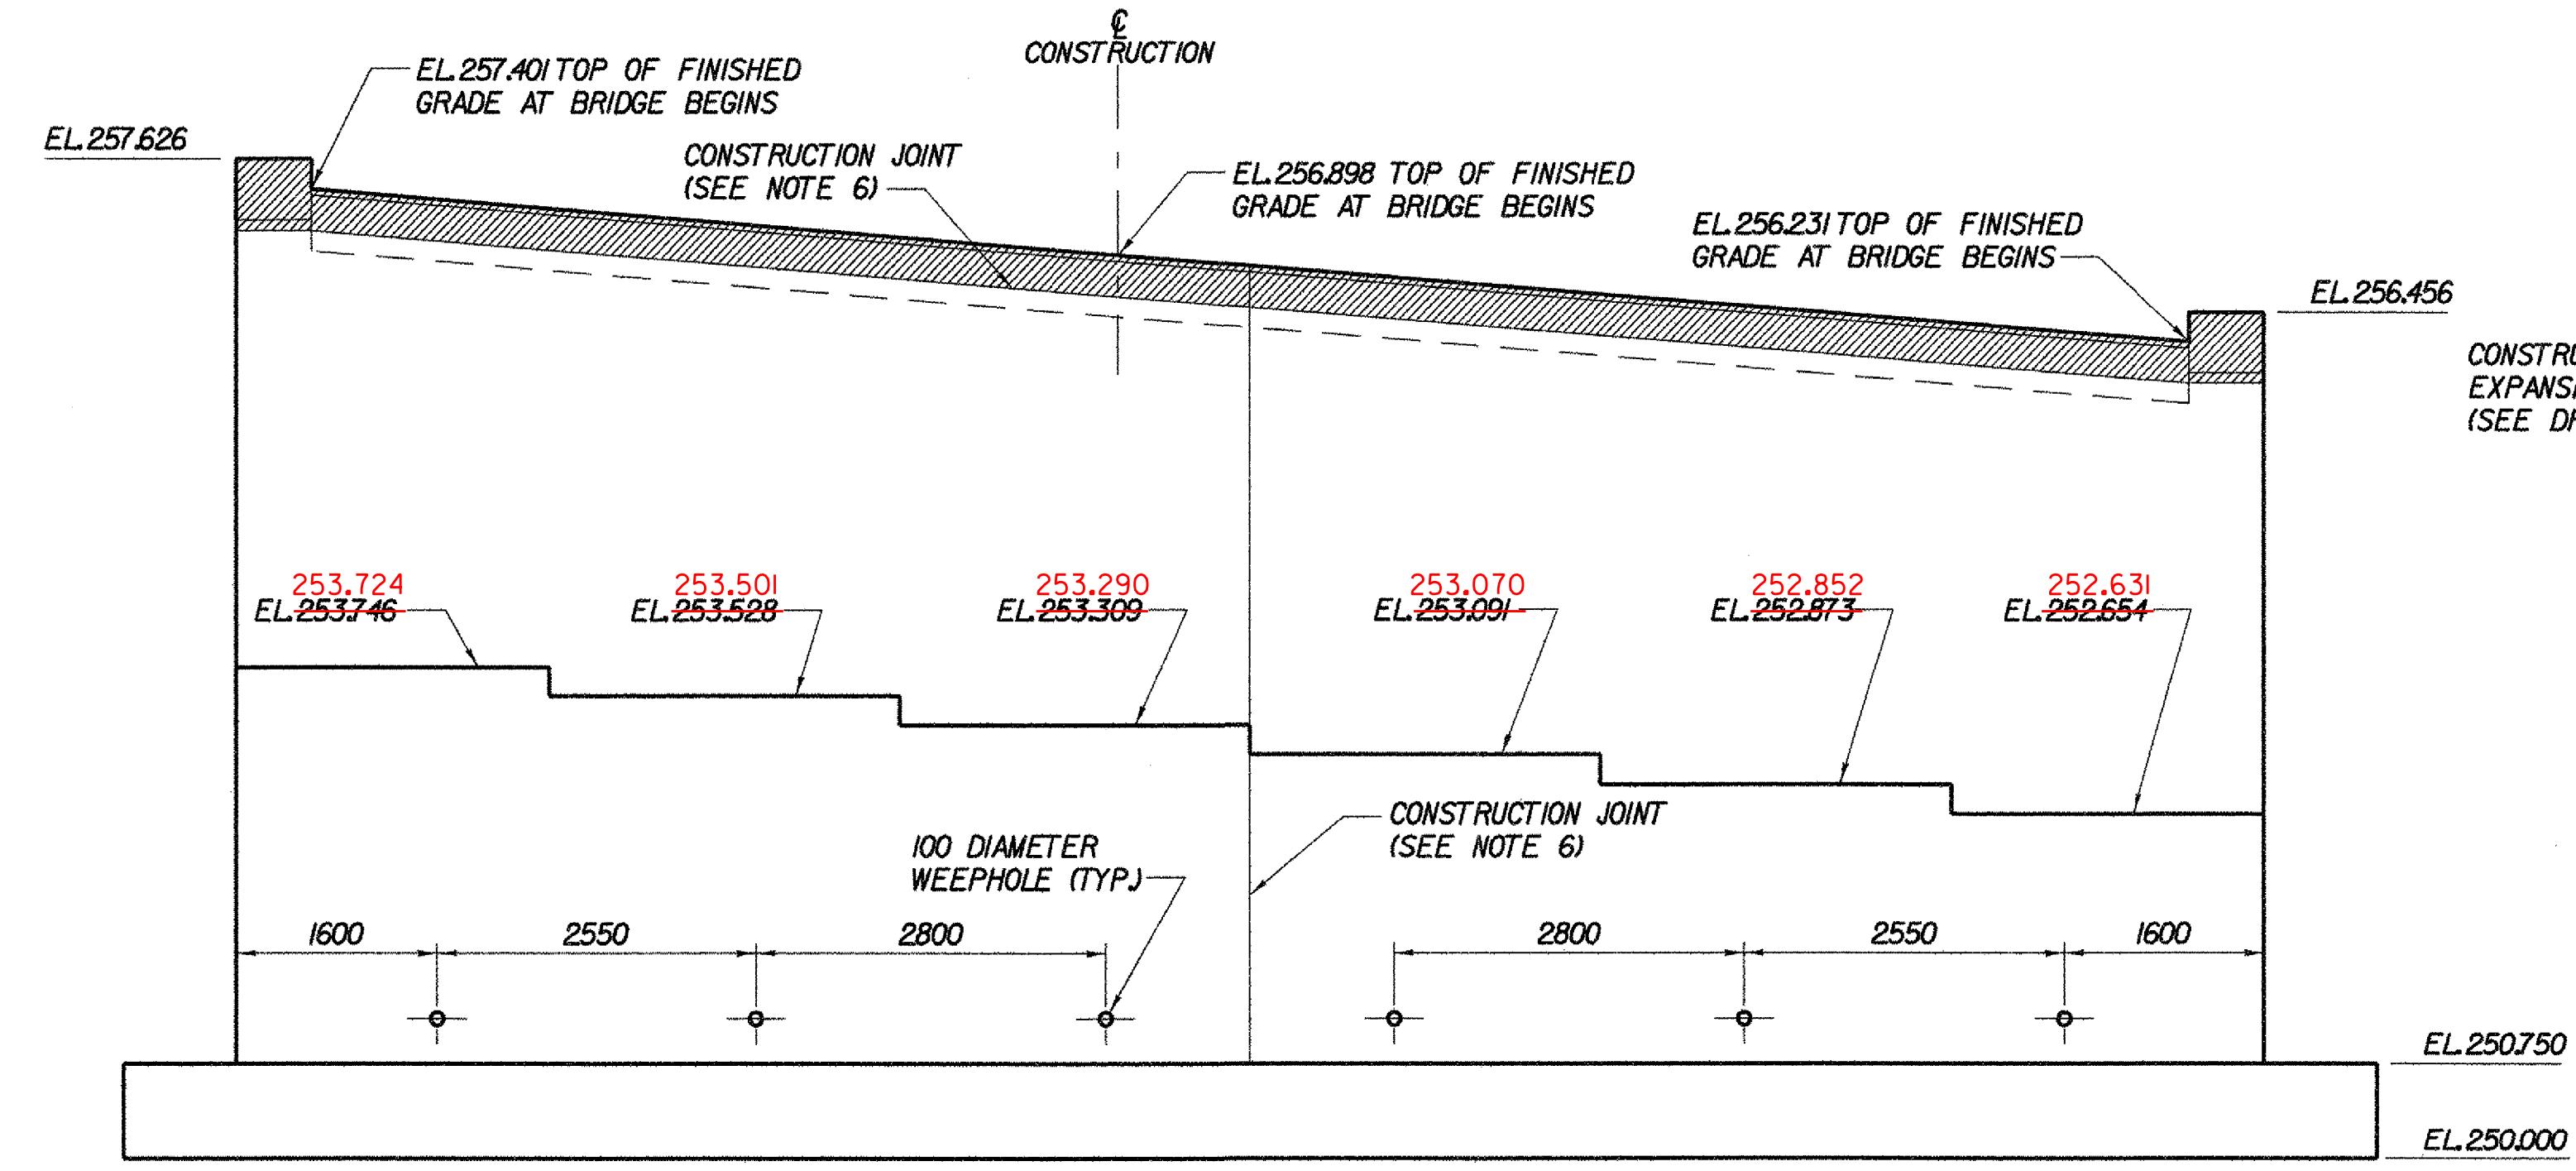 ℄
CONSTRUCTION
EL.257.401 TOP OF FINISHED
GRADE AT BRIDGE BEGINS
EL.257.626
CONSTRUCTION JOINT
(SEE NOTE 6)
EL.256.898 TOP OF FINISHED
GRADE AT BRIDGE BEGINS
EL.256.231 TOP OF FINISHED
GRADE AT BRIDGE BEGINS
EL.256.456
(SEE
253.724
EL.253.746
253.501
EL.253.528
253.290
EL.253.309
253.070
EL.253.091
252.852
EL.252.873
252.631
EL.252.654
CONSTRUCTION JOINT
(SEE NOTE 6)
100 DIAMETER
WEEPHOLE (TYP.)
1600 2550 2800 2800 2550 1600
EL.250.750
EL.250.000